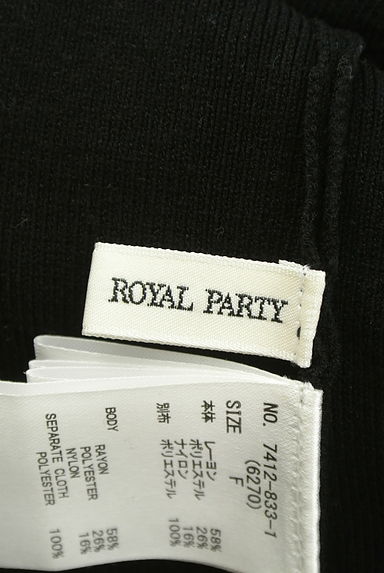 ROYAL PARTY
NO. 7412-833-1
(6270)
SIZE F
本体 レーヨン 58%
ポリエステル 26%
ナイロン 16%
別布 ポリエステル 100%
BODY
RAYON 58%
POLYESTER 26%
NYLON 16%
SEPARATE CLOTH
POLYESTER 100%